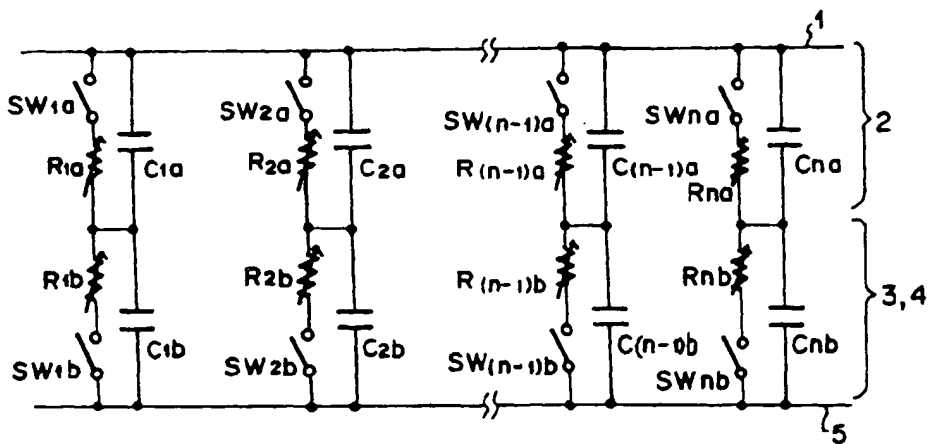 1
SW1a
SW2a
SW(n-1)a
SWna
2
R1a
C1a
R2a
C2a
R(n-1)a
C(n-1)a
Rna
Cna
R1b
R2b
R(n-1)b
Rnb
3,4
C1b
C2b
C(n-1)b
Cnb
SW1b
SW2b
SW(n-1)b
SWnb
5